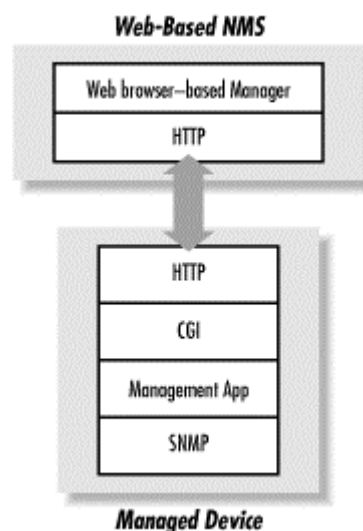 Web-Based NMS
Web browser–based Manager
HTTP
HTTP
CGI
Management App
SNMP
Managed Device